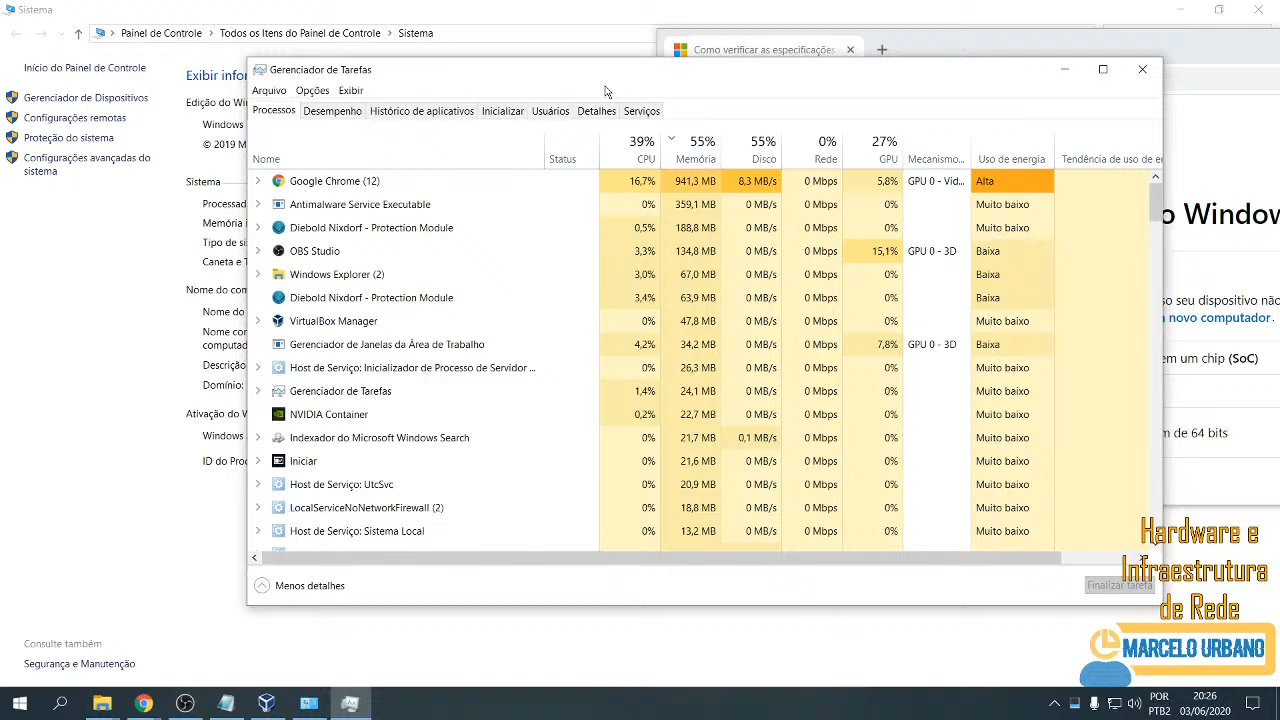 Sistema
Painel de Controle
Todos os Itens do Painel de Controle
Sistema
Como verificar as especificações
Início do Painel de Controle
Gerenciador de Dispositivos
Configurações remotas
Proteção do sistema
Configurações avançadas do
sistema
Consulte também
Segurança e Manutenção
Exibir infor
Edição do Wi
Windows
© 2019 M
Sistema
Processad
Memória i
Tipo de si
Caneta e T
Nome do com
Nome do
Nome com
computad
Descrição
Domínio:
Ativação do W
Windows
ID do Proc
Gerenciador de Tarefas
Arquivo Opções Exibir
Processos Desempenho Histórico de aplicativos Inicializar Usuários Detalhes Serviços
39% 55% 55% 0% 27%
Nome Status CPU Memória Disco Rede GPU Mecanismo... Uso de energia Tendência de uso de en
Google Chrome (12) 16,7% 941,3 MB 8,3 MB/s 0 Mbps 5,8% GPU 0 - Vid... Alta
Antimalware Service Executable 0% 359,1 MB 0 MB/s 0 Mbps 0% Muito baixo
Diebold Nixdorf - Protection Module 0,5% 188,8 MB 0 MB/s 0 Mbps 0% Muito baixo
OBS Studio 3,3% 134,8 MB 0 MB/s 0 Mbps 15,1% GPU 0 - 3D Baixa
Windows Explorer (2) 3,0% 67,0 MB 0 MB/s 0 Mbps 0% Baixa
Diebold Nixdorf - Protection Module 3,4% 63,9 MB 0 MB/s 0 Mbps 0% Baixa
VirtualBox Manager 0% 47,8 MB 0 MB/s 0 Mbps 0% Muito baixo
Gerenciador de Janelas da Área de Trabalho 4,2% 34,2 MB 0 MB/s 0 Mbps 7,8% GPU 0 - 3D Baixa
Host de Serviço: Inicializador de Processo de Servidor ... 0% 26,3 MB 0 MB/s 0 Mbps 0% Muito baixo
Gerenciador de Tarefas 1,4% 24,1 MB 0 MB/s 0 Mbps 0% Muito baixo
NVIDIA Container 0,2% 22,7 MB 0 MB/s 0 Mbps 0% Muito baixo
Indexador do Microsoft Windows Search 0% 21,7 MB 0,1 MB/s 0 Mbps 0% Muito baixo
Iniciar 0% 21,6 MB 0 MB/s 0 Mbps 0% Muito baixo
Host de Serviço: UtcSvc 0% 20,9 MB 0 MB/s 0 Mbps 0% Muito baixo
LocalServiceNoNetworkFirewall (2) 0% 18,8 MB 0 MB/s 0 Mbps 0% Muito baixo
Host de Serviço: Sistema Local 0% 13,2 MB 0 MB/s 0 Mbps 0% Muito baixo
Menos detalhes
Finalizar tarefa
o Window
so seu dispositivo não
a novo computador.
em um chip (SoC)
m de 64 bits
Hardware e
Infraestrutura
de Rede
MARCELO URBANO
POR
PTB2
20:26
03/06/2020